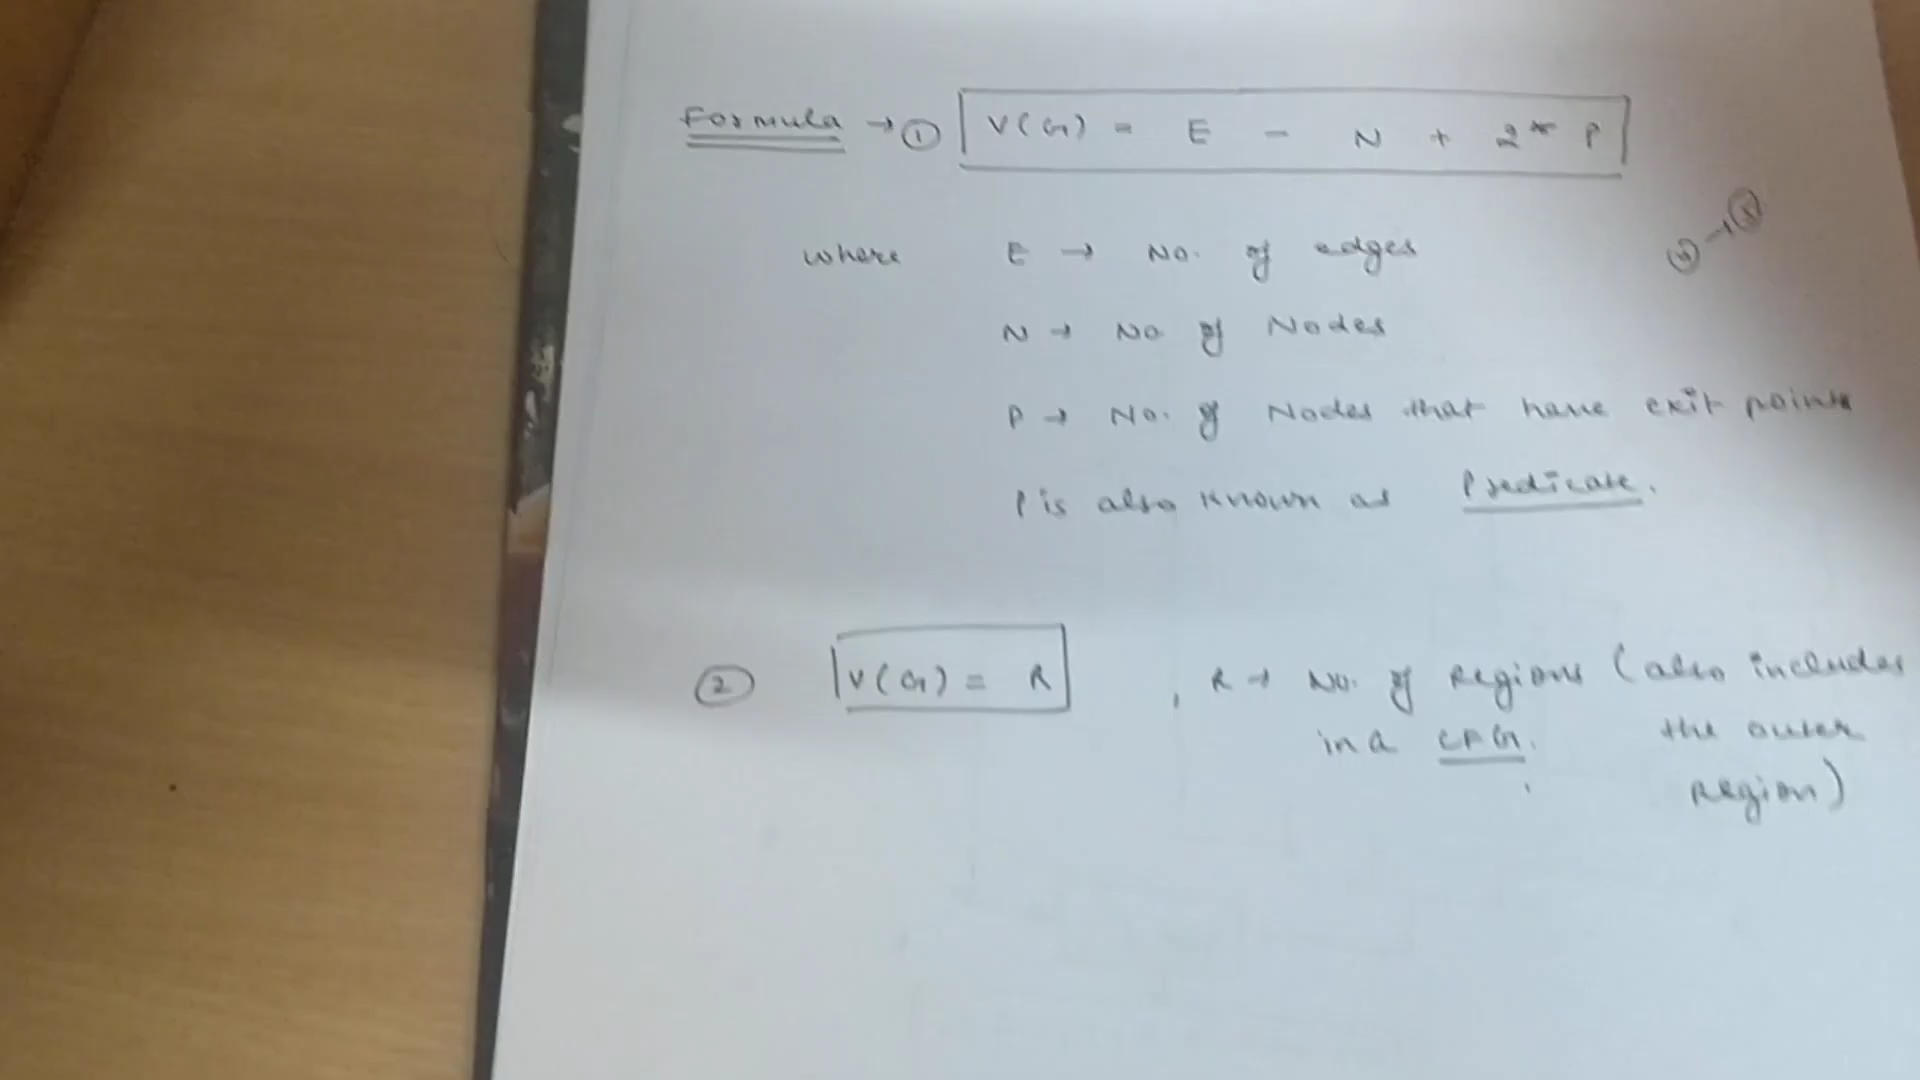 Formula → ① V(G) = E - N + 2 * P
where E → No. of edges
N → No of Nodes
P → No. of Nodes that have exit points
P is also known as Predicate.
② V(G) = R , R → No. of Regions (also includes
in a CFG. the outer
region)